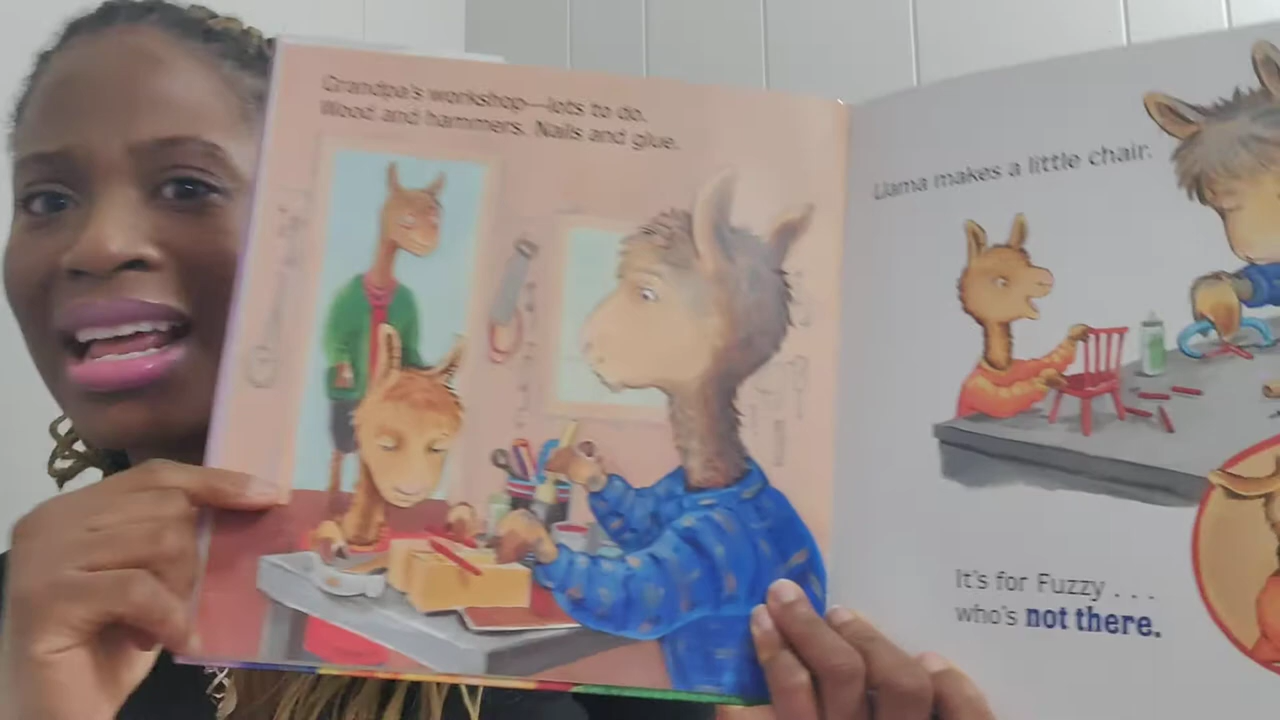 Grandpa's workshop—lots to do.
Wood and hammers. Nails and glue.
Llama makes a little chair.
It's for Fuzzy . . .
who's not there.